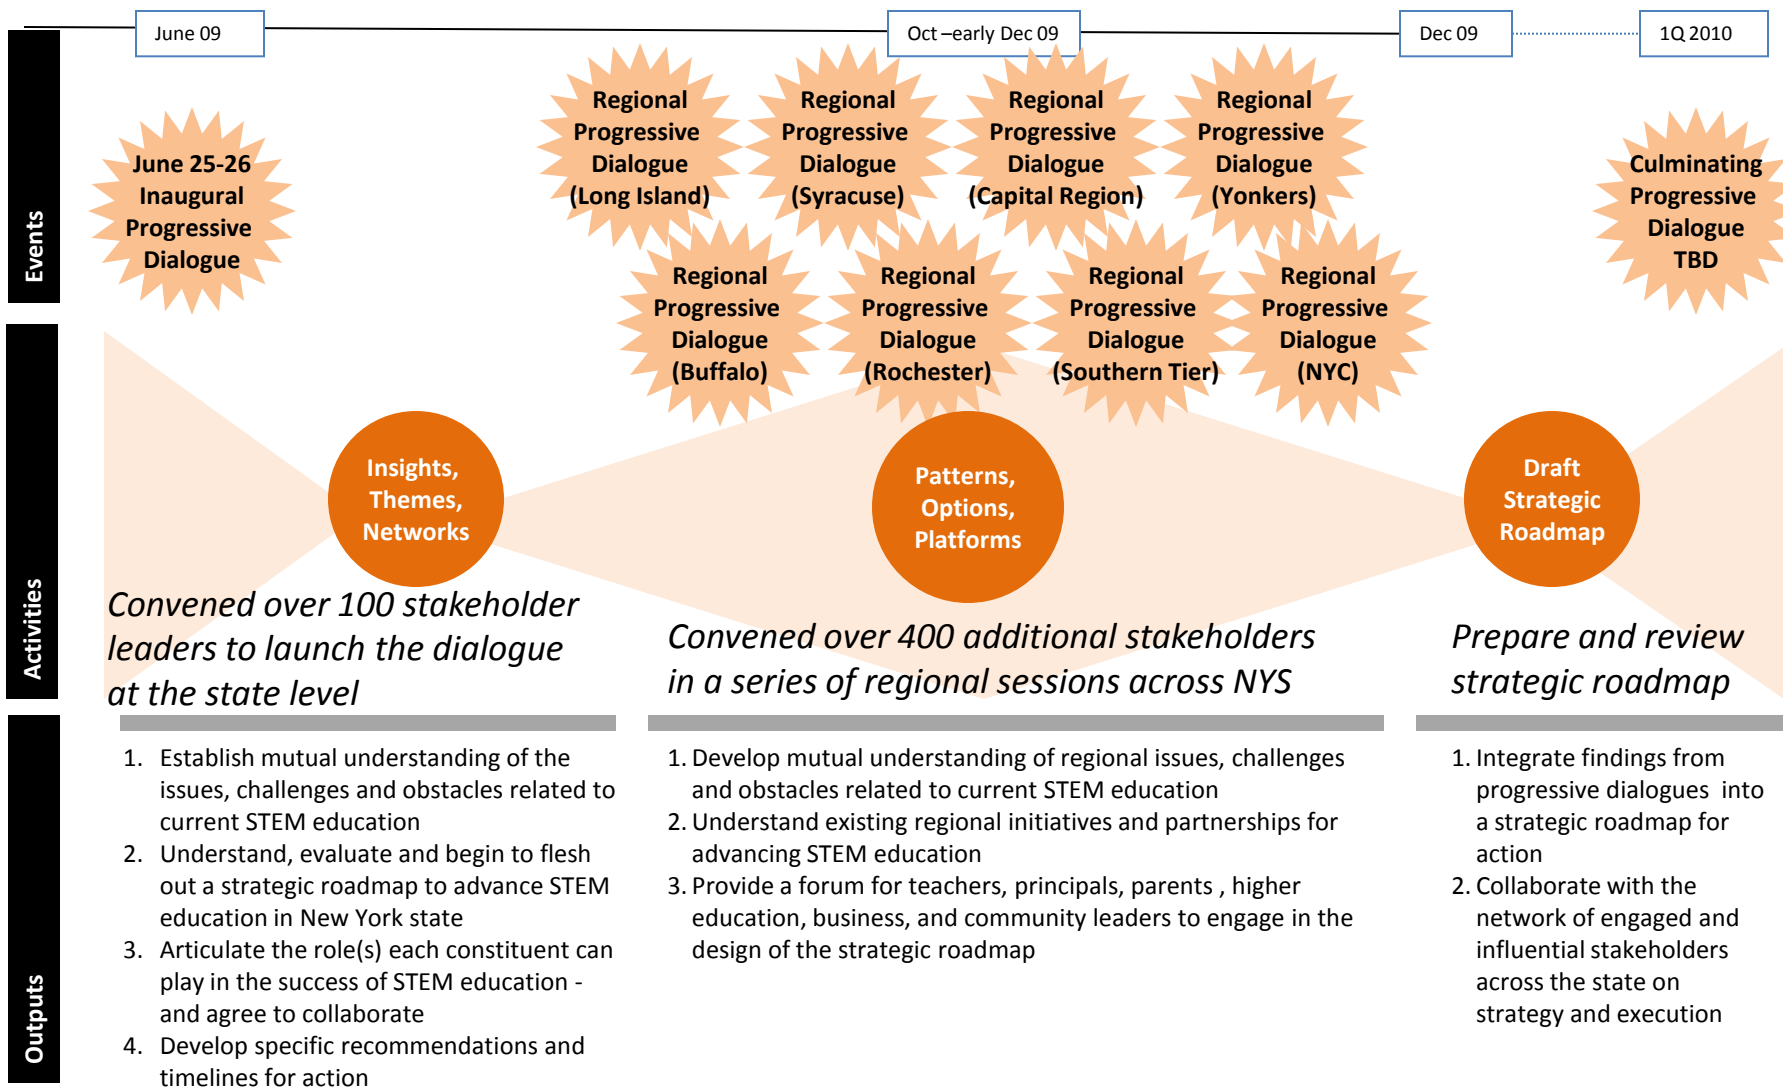 June 09
Oct –early Dec 09
Dec 09
1Q 2010
Events
June 25-26
Inaugural
Progressive
Dialogue
Regional
Progressive
Dialogue
(Long Island)
Regional
Progressive
Dialogue
(Syracuse)
Regional
Progressive
Dialogue
(Capital Region)
Regional
Progressive
Dialogue
(Yonkers)
Regional
Progressive
Dialogue
(Buffalo)
Regional
Progressive
Dialogue
(Rochester)
Regional
Progressive
Dialogue
(Southern Tier)
Regional
Progressive
Dialogue
(NYC)
Culminating
Progressive
Dialogue
TBD
Activities
Insights,
Themes,
Networks
Patterns,
Options,
Platforms
Draft
Strategic
Roadmap
Convened over 100 stakeholder
leaders to launch the dialogue
at the state level
Convened over 400 additional stakeholders
in a series of regional sessions across NYS
Prepare and review
strategic roadmap
Outputs
1. Establish mutual understanding of the
issues, challenges and obstacles related to
current STEM education
2. Understand, evaluate and begin to flesh
out a strategic roadmap to advance STEM
education in New York state
3. Articulate the role(s) each constituent can
play in the success of STEM education -
and agree to collaborate
4. Develop specific recommendations and
timelines for action
1. Develop mutual understanding of regional issues, challenges
and obstacles related to current STEM education
2. Understand existing regional initiatives and partnerships for
advancing STEM education
3. Provide a forum for teachers, principals, parents , higher
education, business, and community leaders to engage in the
design of the strategic roadmap
1. Integrate findings from
progressive dialogues  into
a strategic roadmap for
action
2. Collaborate with the
network of engaged and
influential stakeholders
across the state on
strategy and execution